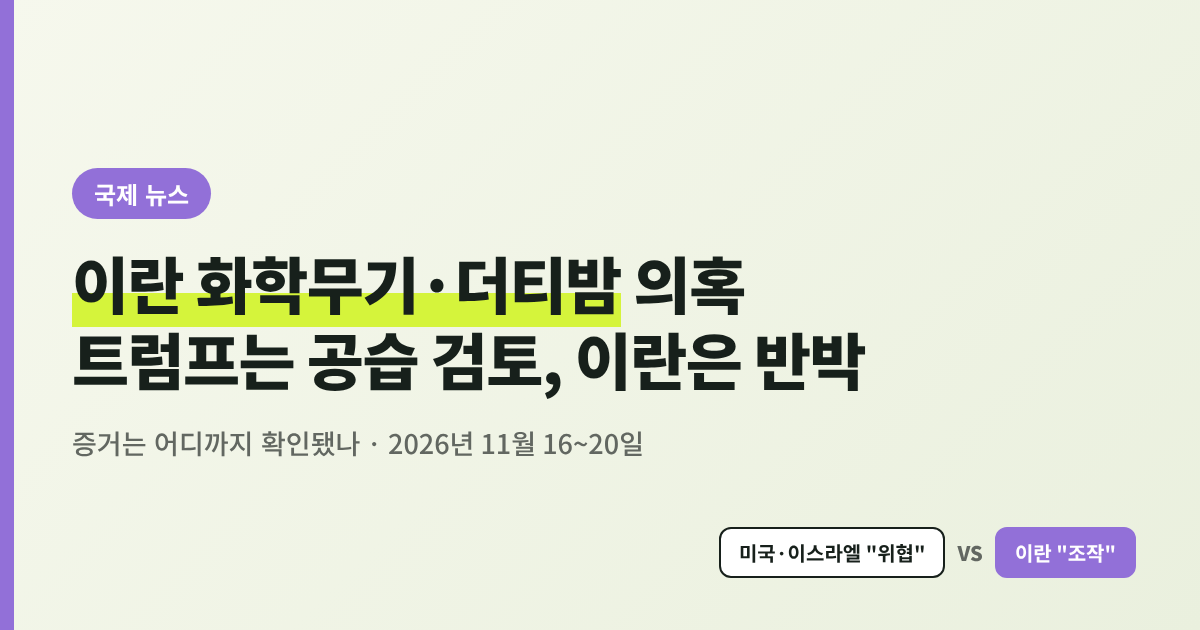 국제 뉴스
이란 화학무기·더티밤 의혹
트럼프는 공습 검토, 이란은 반박
증거는 어디까지 확인됐나 · 2026년 11월 16~20일
미국·이스라엘 "위협" VS 이란 "조작"